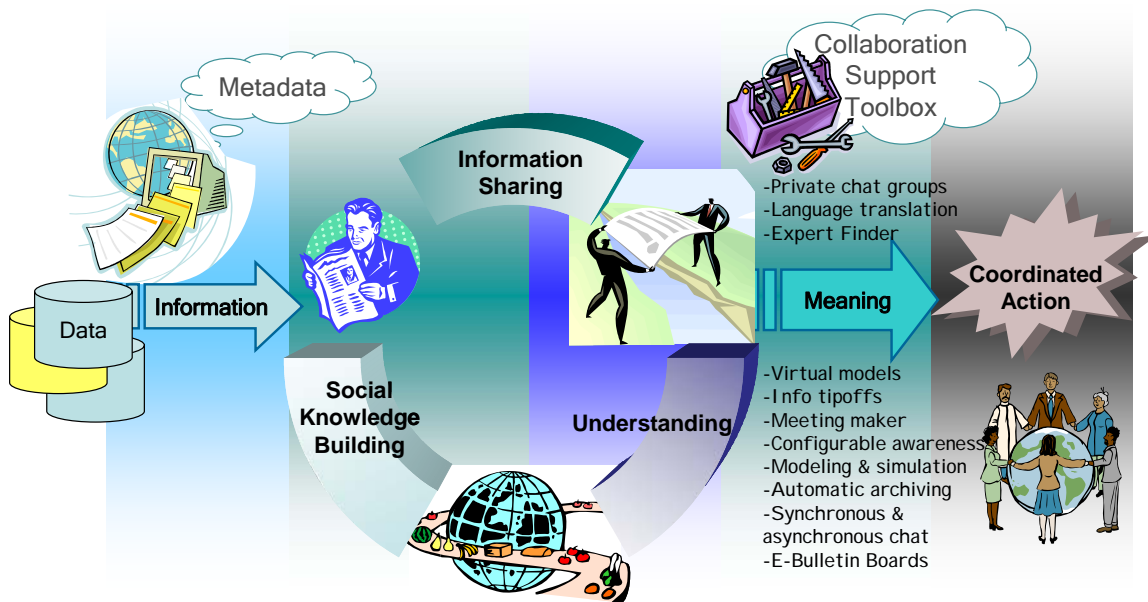 Metadata
Collaboration
Support
Toolbox
Information
Sharing
-Private chat groups
-Language translation
-Expert Finder
Data
Information
Meaning
Coordinated
Action
Social
Knowledge
Building
Understanding
-Virtual models
-Info tipoffs
-Meeting maker
-Configurable awareness
-Modeling & simulation
-Automatic archiving
-Synchronous &
asynchronous chat
-E-Bulletin Boards